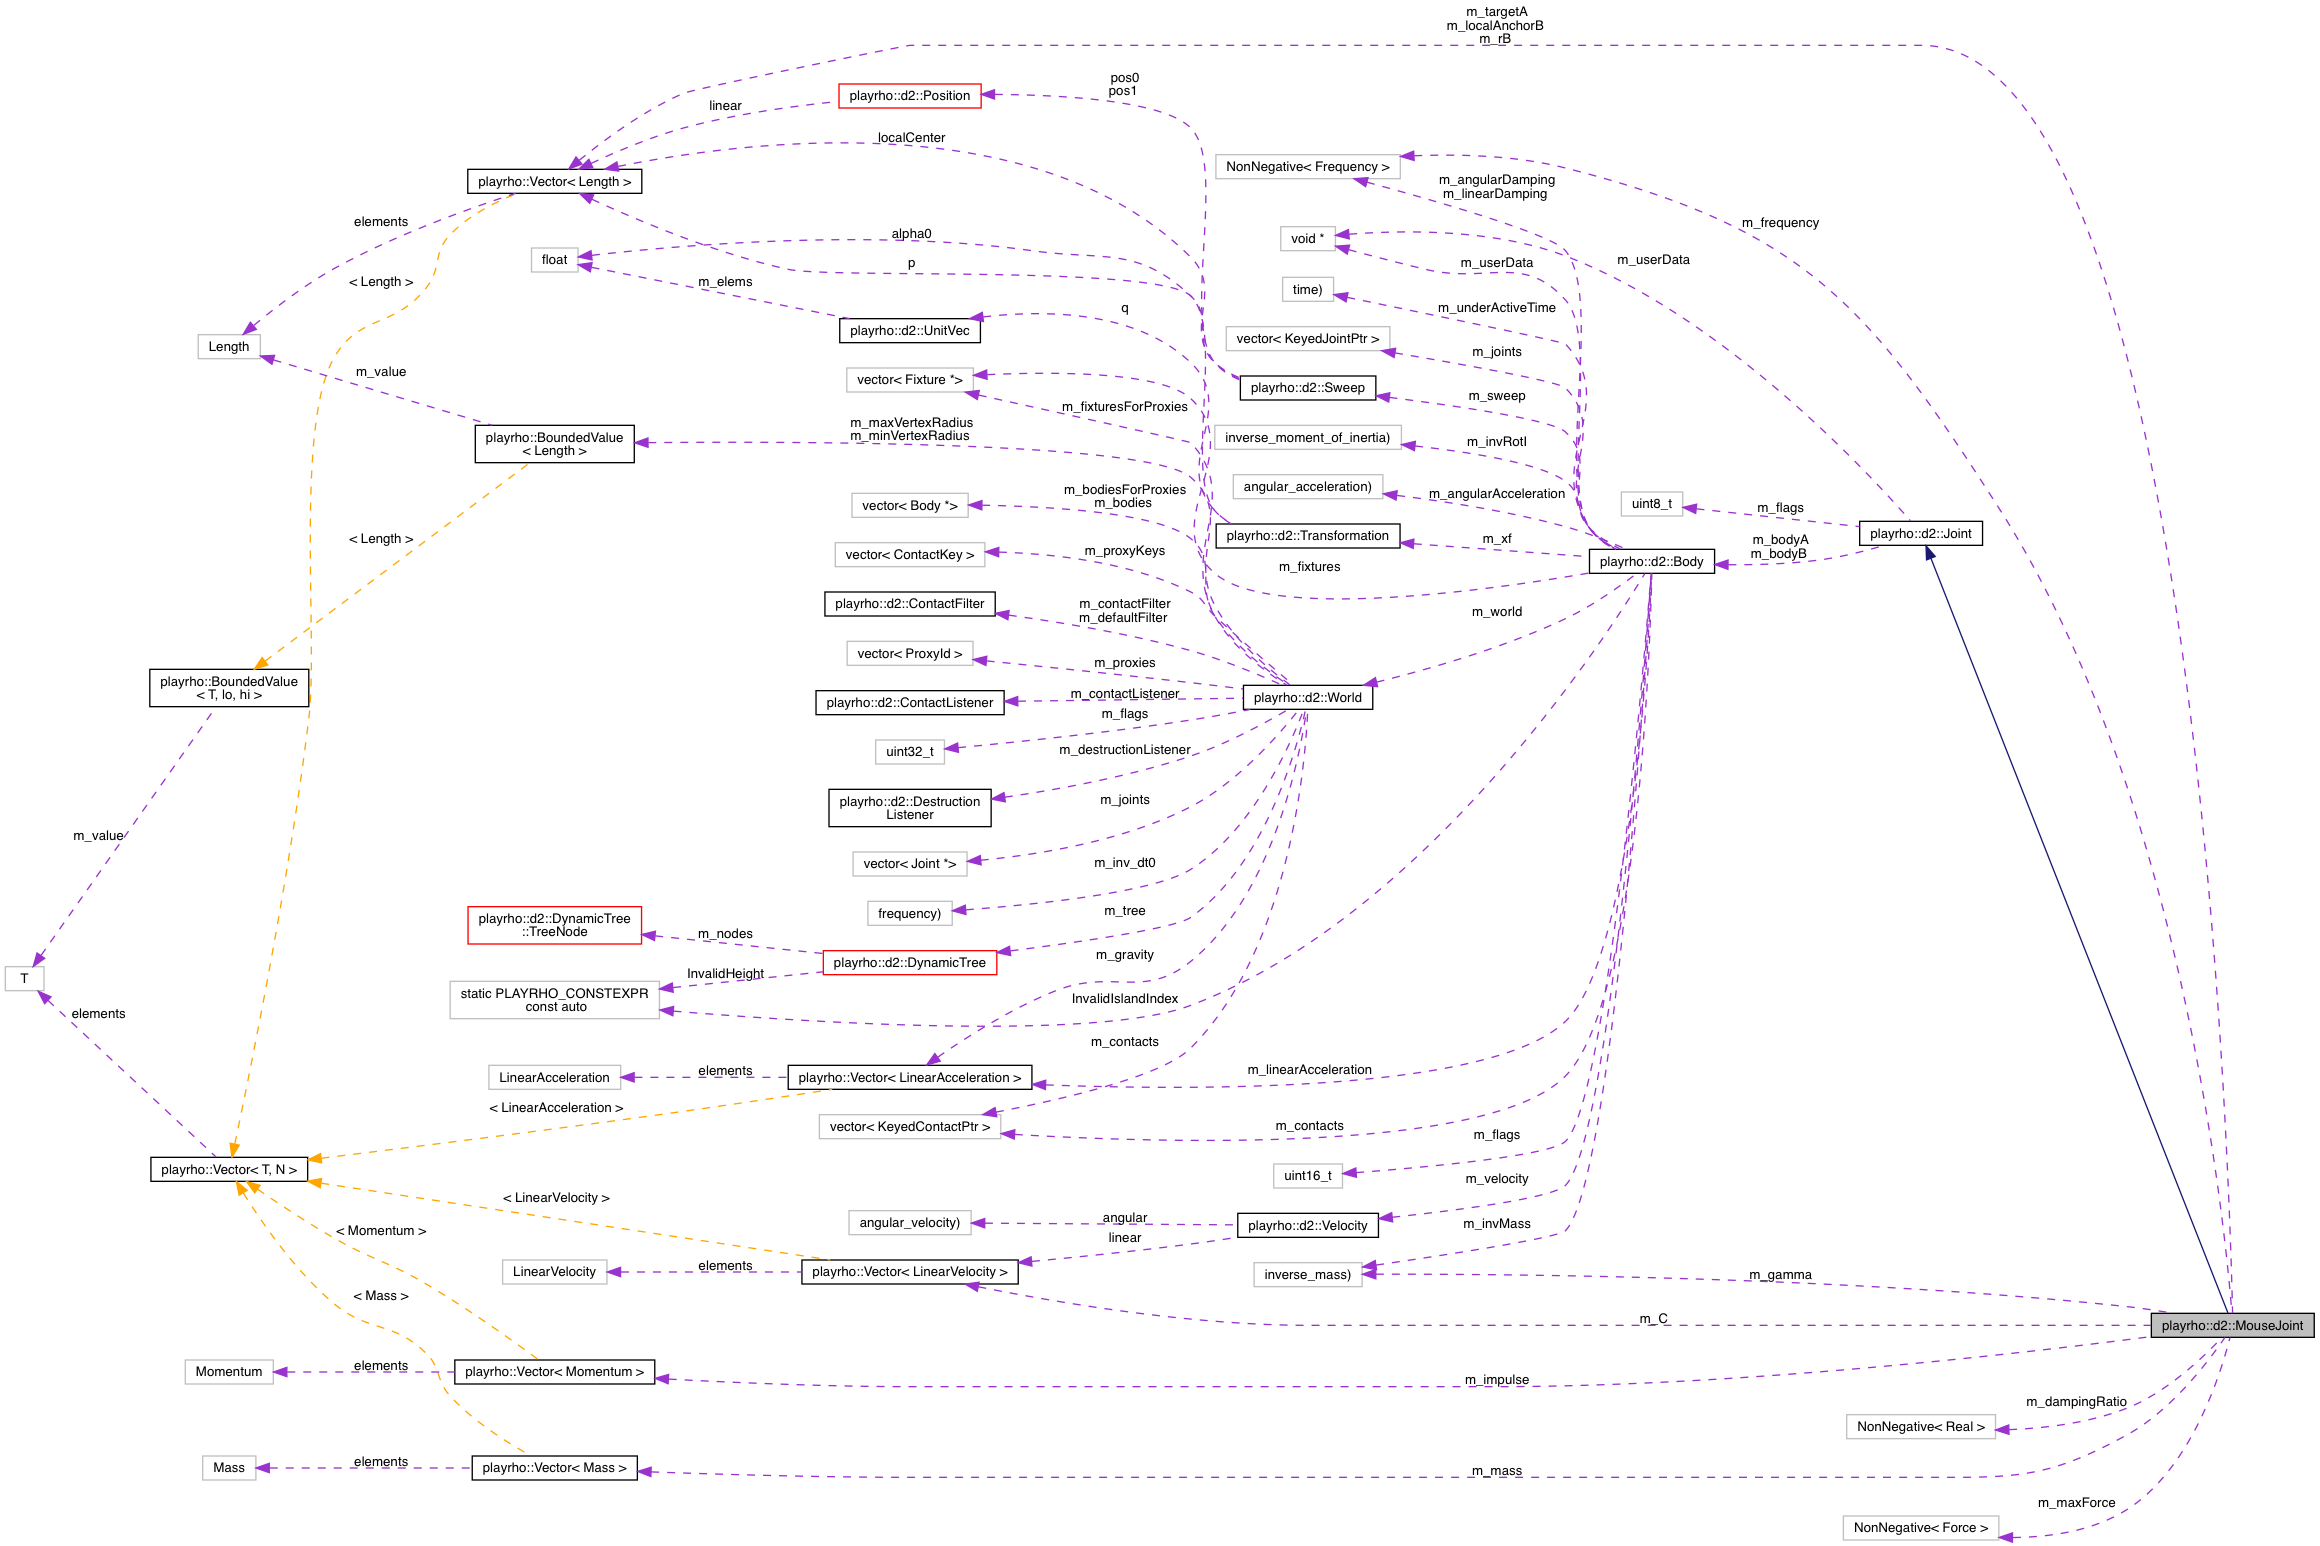 m_targetA
m_localAnchorB
m_rB
pos0
pos1
playrho::d2::Position
linear
localCenter
NonNegative< Frequency >
playrho::Vector< Length >
m_angularDamping
m_linearDamping
elements
m_frequency
alpha0
void *
float
m_userData
m_userData
p
< Length >
m_elems
time)
m_underActiveTime
q
playrho::d2::UnitVec
vector< KeyedJointPtr >
Length
m_joints
m_value
vector< Fixture *>
playrho::d2::Sweep
m_sweep
m_fixturesForProxies
m_maxVertexRadius
m_minVertexRadius
playrho::BoundedValue
< Length >
inverse_moment_of_inertia)
m_invRotI
angular_acceleration)
m_angularAcceleration
m_bodiesForProxies
m_bodies
vector< Body *>
uint8_t
m_flags
playrho::d2::Transformation
m_xf
playrho::d2::Joint
m_bodyA
m_bodyB
< Length >
vector< ContactKey >
m_proxyKeys
m_fixtures
playrho::d2::Body
playrho::d2::ContactFilter
m_contactFilter
m_defaultFilter
m_world
vector< ProxyId >
m_proxies
playrho::BoundedValue
< T, lo, hi >
playrho::d2::ContactListener
m_contactListener
playrho::d2::World
m_flags
uint32_t
m_destructionListener
playrho::d2::Destruction
Listener
m_joints
m_value
vector< Joint *>
m_inv_dt0
frequency)
m_tree
playrho::d2::DynamicTree
::TreeNode
m_nodes
playrho::d2::DynamicTree
m_gravity
T
InvalidHeight
static PLAYRHO_CONSTEXPR
const auto
InvalidIslandIndex
elements
m_contacts
LinearAcceleration
elements
playrho::Vector< LinearAcceleration >
m_linearAcceleration
< LinearAcceleration >
vector< KeyedContactPtr >
m_contacts
m_flags
playrho::Vector< T, N >
uint16_t
m_velocity
< LinearVelocity >
angular_velocity)
angular
playrho::d2::Velocity
m_invMass
< Momentum >
linear
LinearVelocity
elements
playrho::Vector< LinearVelocity >
inverse_mass)
m_gamma
< Mass >
m_C
playrho::d2::MouseJoint
Momentum
elements
playrho::Vector< Momentum >
m_impulse
m_dampingRatio
NonNegative< Real >
Mass
elements
playrho::Vector< Mass >
m_mass
m_maxForce
NonNegative< Force >